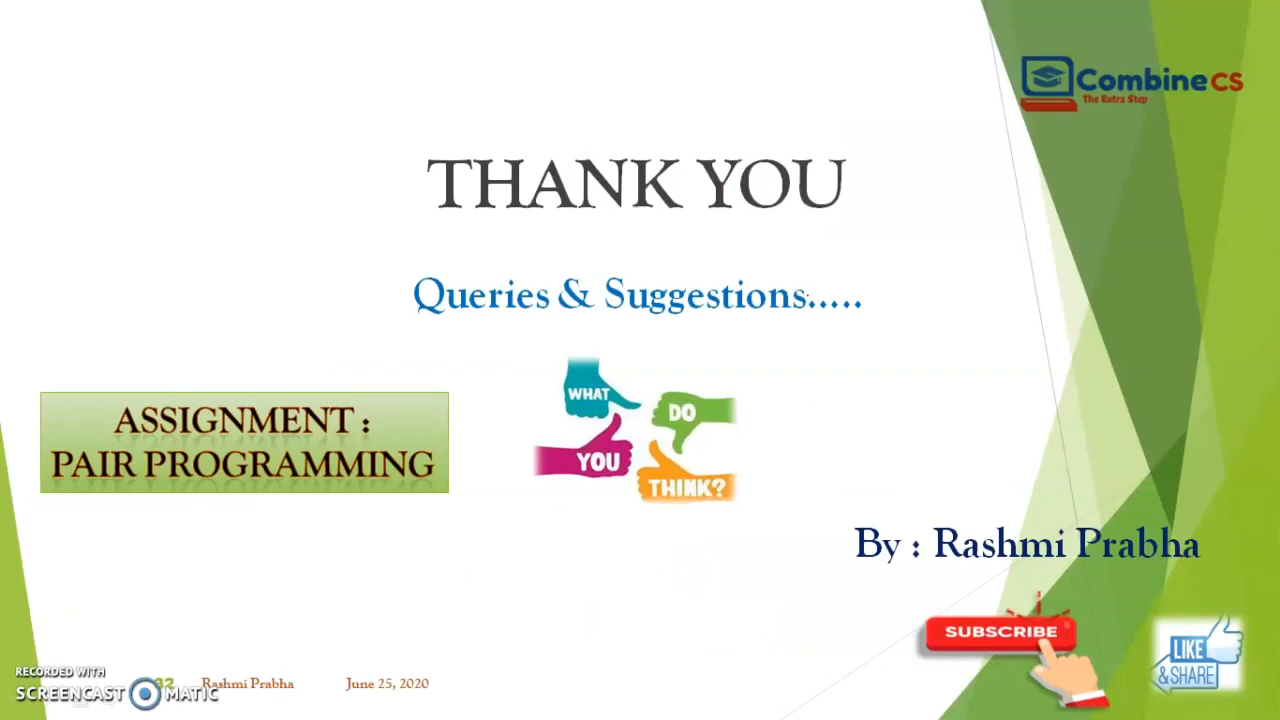 Combine CS
The Extra Step
THANK YOU
Queries & Suggestions.....
WHAT
DO
YOU
THINK?
ASSIGNMENT :
PAIR PROGRAMMING
By : Rashmi Prabha
SUBSCRIBE
LIKE
& SHARE
RECORDED WITH
SCREENCAST MATIC
32
Rashmi Prabha
June 25, 2020